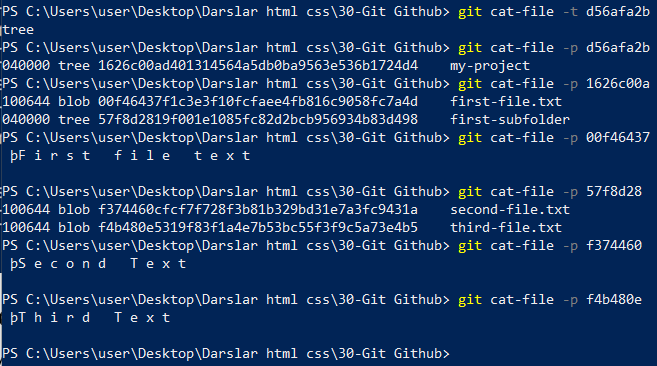 PS C:\Users\user\Desktop\Darslar html css\30-Git Github> git cat-file -t d56afa2b
tree
PS C:\Users\user\Desktop\Darslar html css\30-Git Github> git cat-file -p d56afa2b
040000 tree 1626c00ad401314564a5db0ba9563e536b1724d4    my-project
PS C:\Users\user\Desktop\Darslar html css\30-Git Github> git cat-file -p 1626c00a
100644 blob 00f46437f1c3e3f10fcfaee4fb816c9058fc7a4d    first-file.txt
040000 tree 57f8d2819f001e1085fc82d2bcb956934b83d498    first-subfolder
PS C:\Users\user\Desktop\Darslar html css\30-Git Github> git cat-file -p 00f46437
þF i r s t   f i l e   t e x t
PS C:\Users\user\Desktop\Darslar html css\30-Git Github> git cat-file -p 57f8d28
100644 blob f374460cfcf7f728f3b81b329bd31e7a3fc9431a    second-file.txt
100644 blob f4b480e5319f83f1a4e7b53bc55f3f9c5a73e4b5    third-file.txt
PS C:\Users\user\Desktop\Darslar html css\30-Git Github> git cat-file -p f374460
þS e c o n d   T e x t
PS C:\Users\user\Desktop\Darslar html css\30-Git Github> git cat-file -p f4b480e
þT h i r d   T e x t
PS C:\Users\user\Desktop\Darslar html css\30-Git Github>